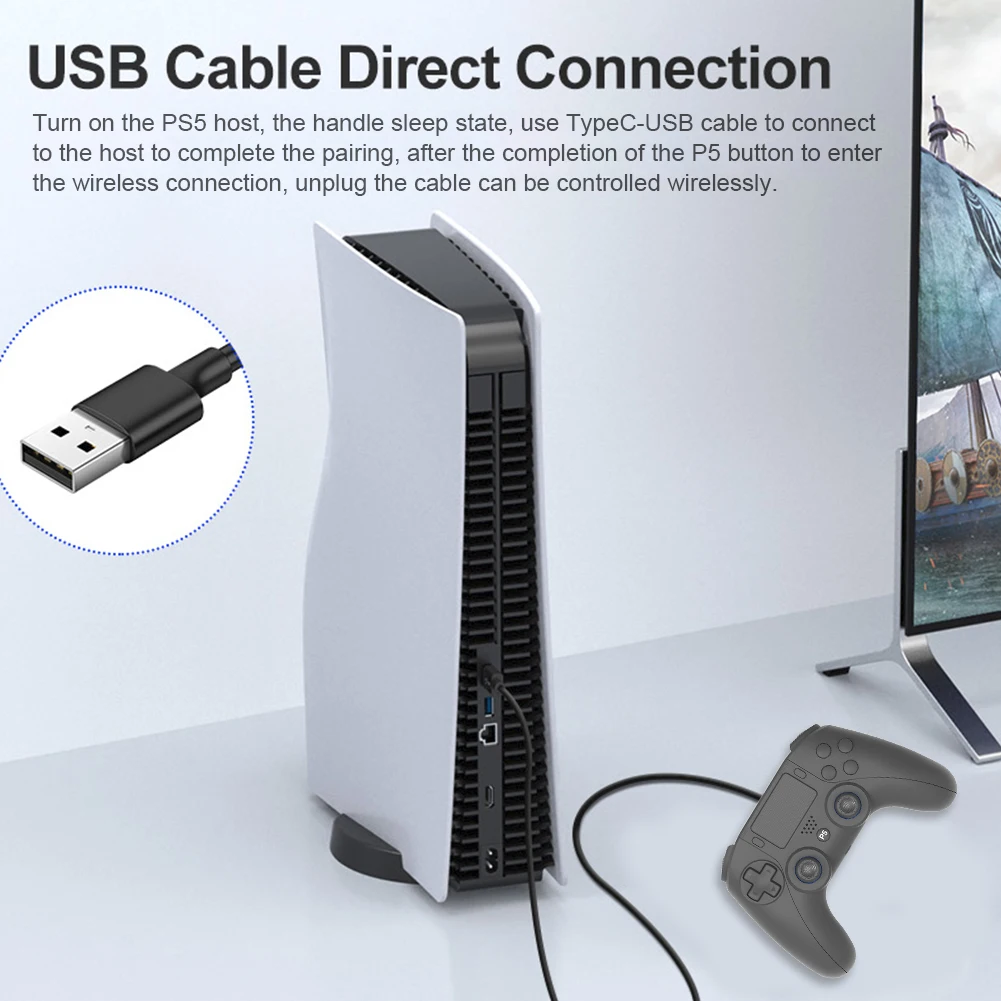 USB Cable Direct Connection
Turn on the PS5 host, the handle sleep state, use TypeC-USB cable to connect
to the host to complete the pairing, after the completion of the P5 button to enter
the wireless connection, unplug the cable can be controlled wirelessly.
P5